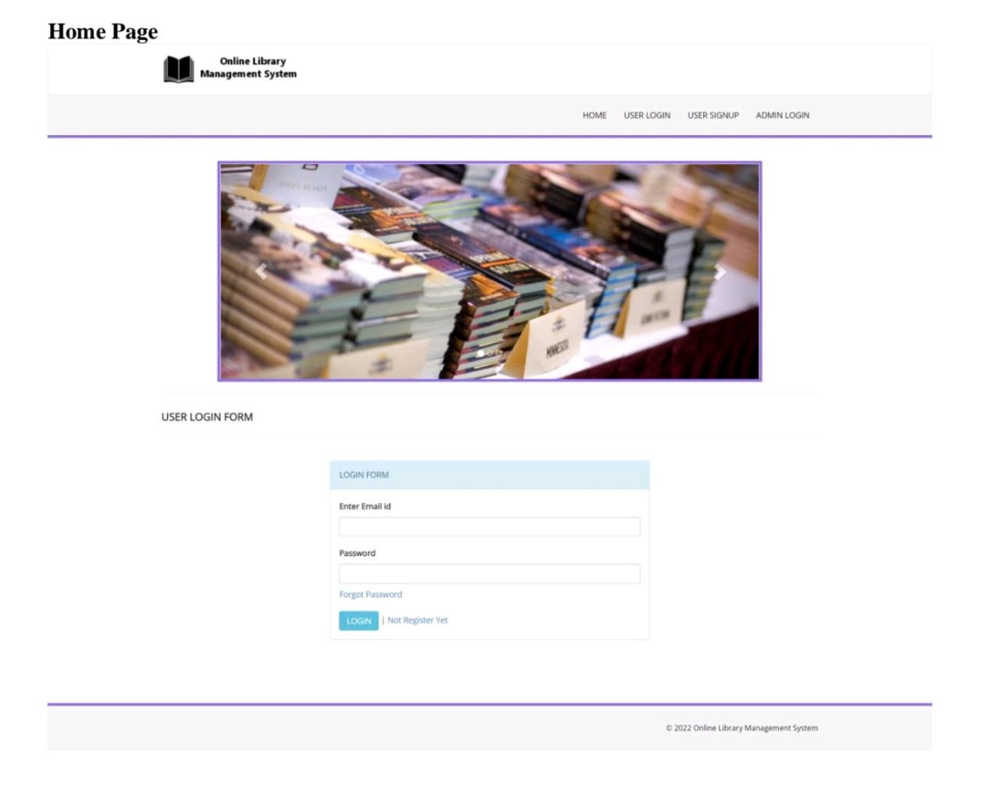 Home Page
Online Library
Management System
HOME USER LOGIN USER SIGNUP ADMIN LOGIN
MINNESOTA
USER LOGIN FORM
LOGIN FORM
Enter Email id
Password
Forgot Password
LOGIN | Not Register Yet
© 2022 Online Library Management System